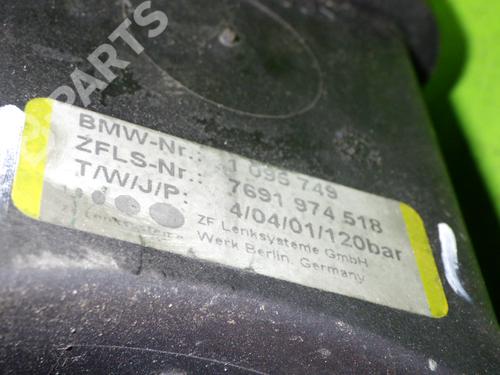 PARTS
BMW-Nr.: 1 095 749
ZFLS-Nr.: 7691 974 518
T/W/J/P: 4/04/01/120bar
ZF Lenksysteme GmbH
Werk Berlin, Germany